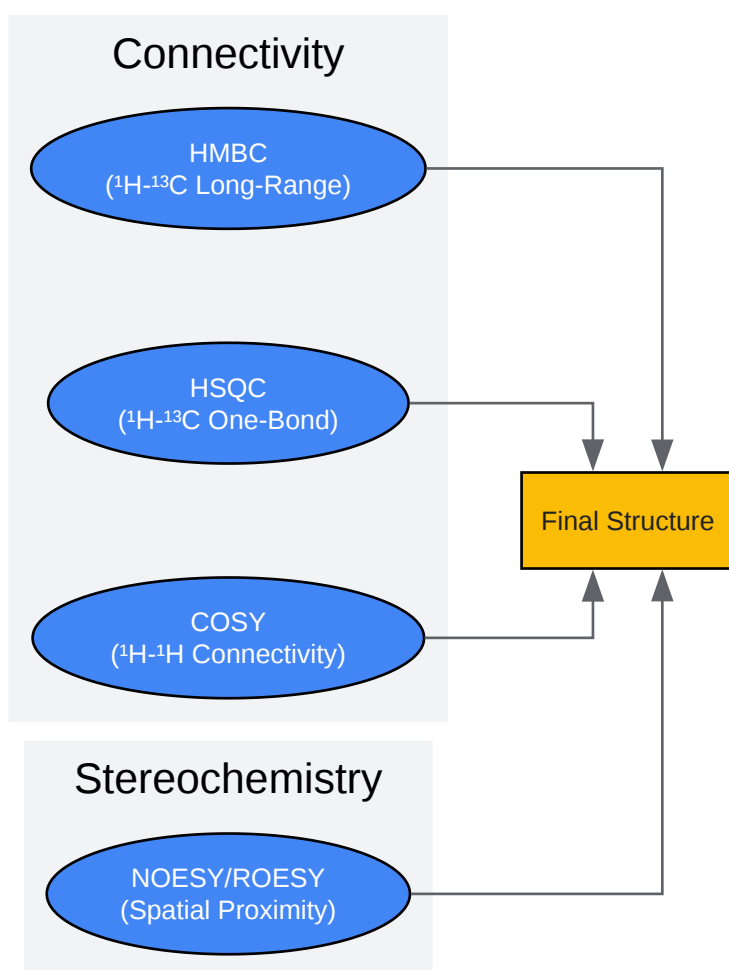 Connectivity
HMBC
(¹H-¹³C Long-Range)
HSQC
(¹H-¹³C One-Bond)
Final Structure
COSY
(¹H-¹H Connectivity)
Stereochemistry
NOESY/ROESY
(Spatial Proximity)